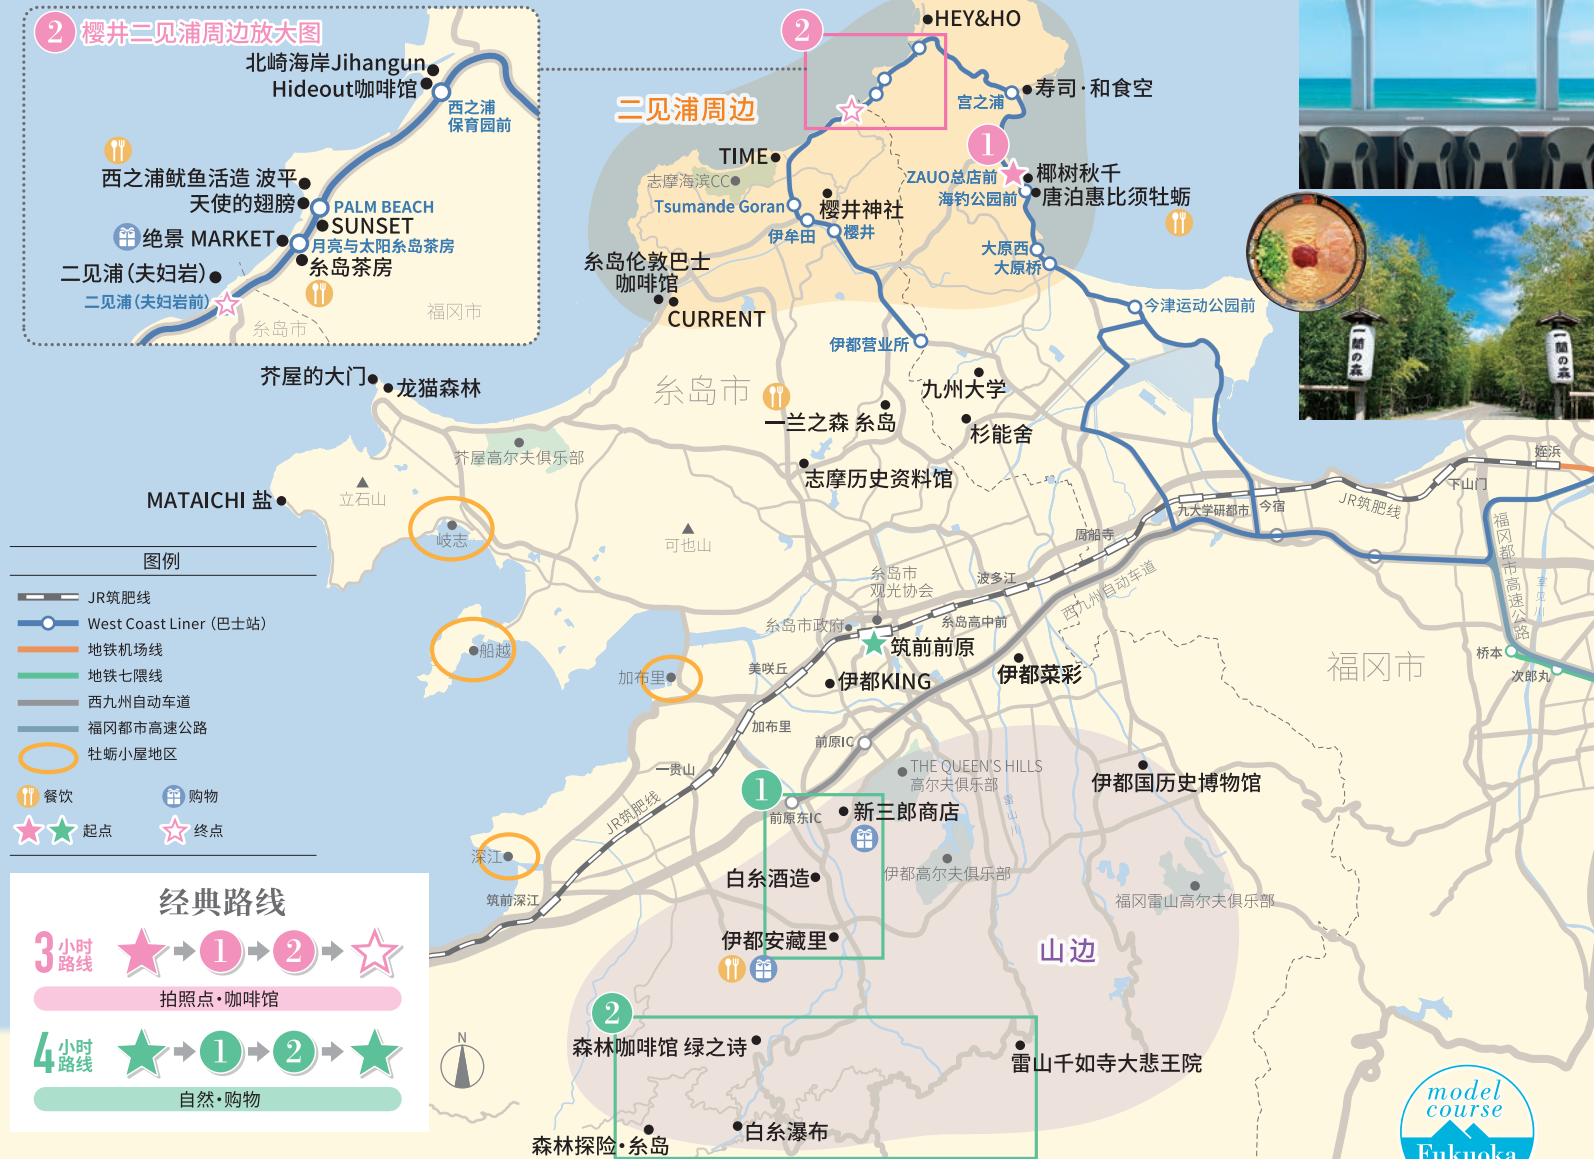 2 樱井二见浦周边放大图
北崎海岸Jihangun
Hideout咖啡馆
西之浦
保育园前
西之浦鱿鱼活造 波平
天使的翅膀
PALM BEACH
SUNSET
绝景 MARKET
月亮与太阳糸岛茶房
糸岛茶房
二见浦（夫妇岩）
二见浦（夫妇岩前）
糸岛市
福冈市
2
HEY&HO
二见浦周边
宫之浦
寿司·和食空
1
TIME
志摩海滨CC
ZAUO总店前
椰树秋千
海钓公园前
唐泊惠比须牡蛎
Tsumande Goran
樱井神社
伊牟田
樱井
大原西
大原桥
糸岛伦敦巴士
咖啡馆
CURRENT
今津运动公园前
伊都营业所
芥屋的大门
龙猫森林
糸岛市
九州大学
一兰之森 糸岛
杉能舍
芥屋高尔夫俱乐部
志摩历史资料馆
立石山
MATAICHI 盐
岐志
可也山
姪浜
下山门
JR筑肥线
九大学研都市
今宿
周船寺
福冈都市高速公路
室见川
西九州自动车道
波多江
糸岛市
观光协会
糸岛高中前
糸岛市政府
筑前前原
美咲丘
伊都KING
伊都菜彩
福冈市
桥本
次郎丸
船越
加布里
加布里
前原IC
一贵山
THE QUEEN'S HILLS
高尔夫俱乐部
伊都国历史博物馆
1
前原东IC
新三郎商店
JR筑肥线
深江
白糸酒造
伊都高尔夫俱乐部
福冈雷山高尔夫俱乐部
筑前深江
伊都安藏里
山边
2
森林咖啡馆 绿之诗
雷山千如寺大悲王院
森林探险·糸岛
白糸瀑布
N
图例
JR筑肥线
West Coast Liner（巴士站）
地铁机场线
地铁七隈线
西九州自动车道
福冈都市高速公路
牡蛎小屋地区
餐饮
购物
起点
终点
经典路线
3小时
路线
1
2
拍照点·咖啡馆
4小时
路线
1
2
自然·购物
一蘭の森
一蘭の森
model
course
Fukuoka